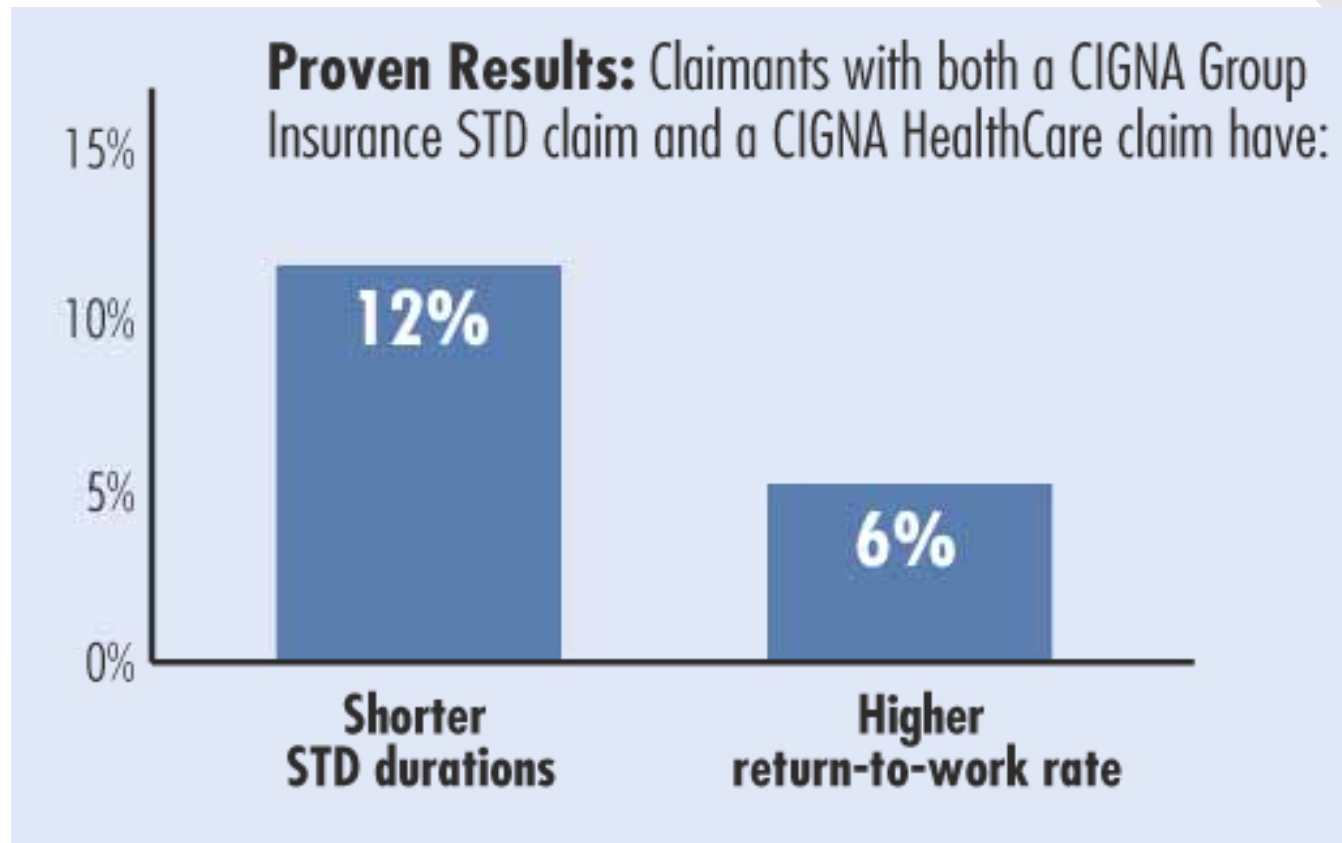 Proven Results: Claimants with both a CIGNA Group
Insurance STD claim and a CIGNA HealthCare claim have:
15%
10%
5%
0%
12%
6%
Shorter
STD durations
Higher
return-to-work rate